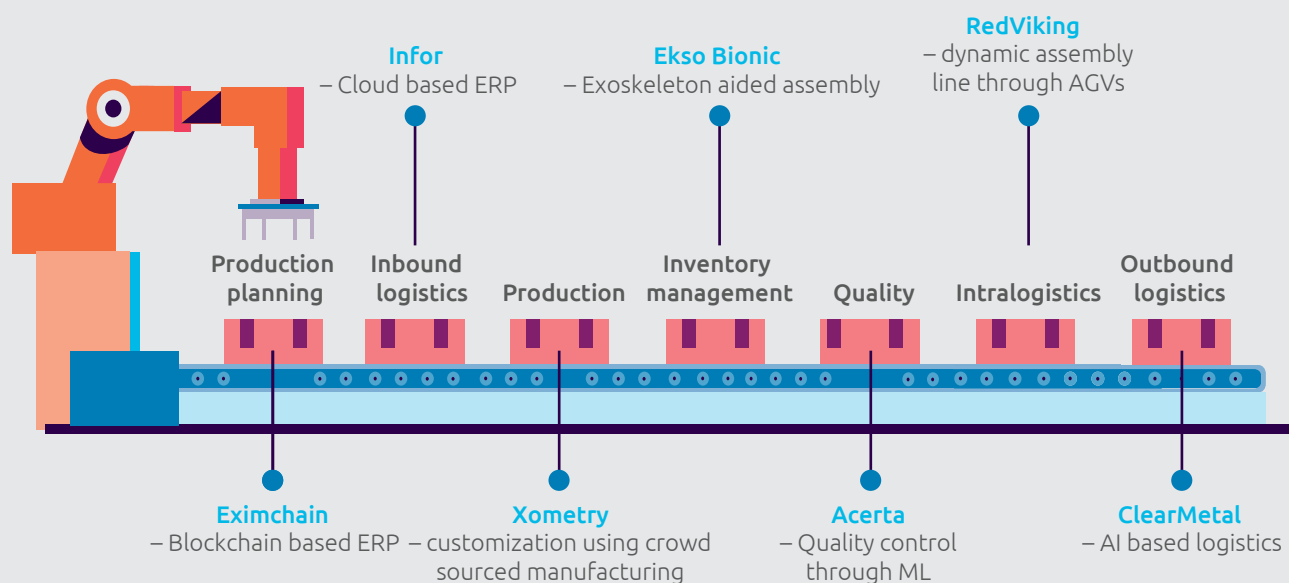 RedViking
– dynamic assembly
line through AGVs
Infor
– Cloud based ERP
Ekso Bionic
– Exoskeleton aided assembly
Production
planning
Inbound
logistics
Production
Inventory
management
Quality
Intralogistics
Outbound
logistics
Eximchain
– Blockchain based ERP
Xometry
– customization using crowd
sourced manufacturing
Acerta
– Quality control
through ML
ClearMetal
– AI based logistics